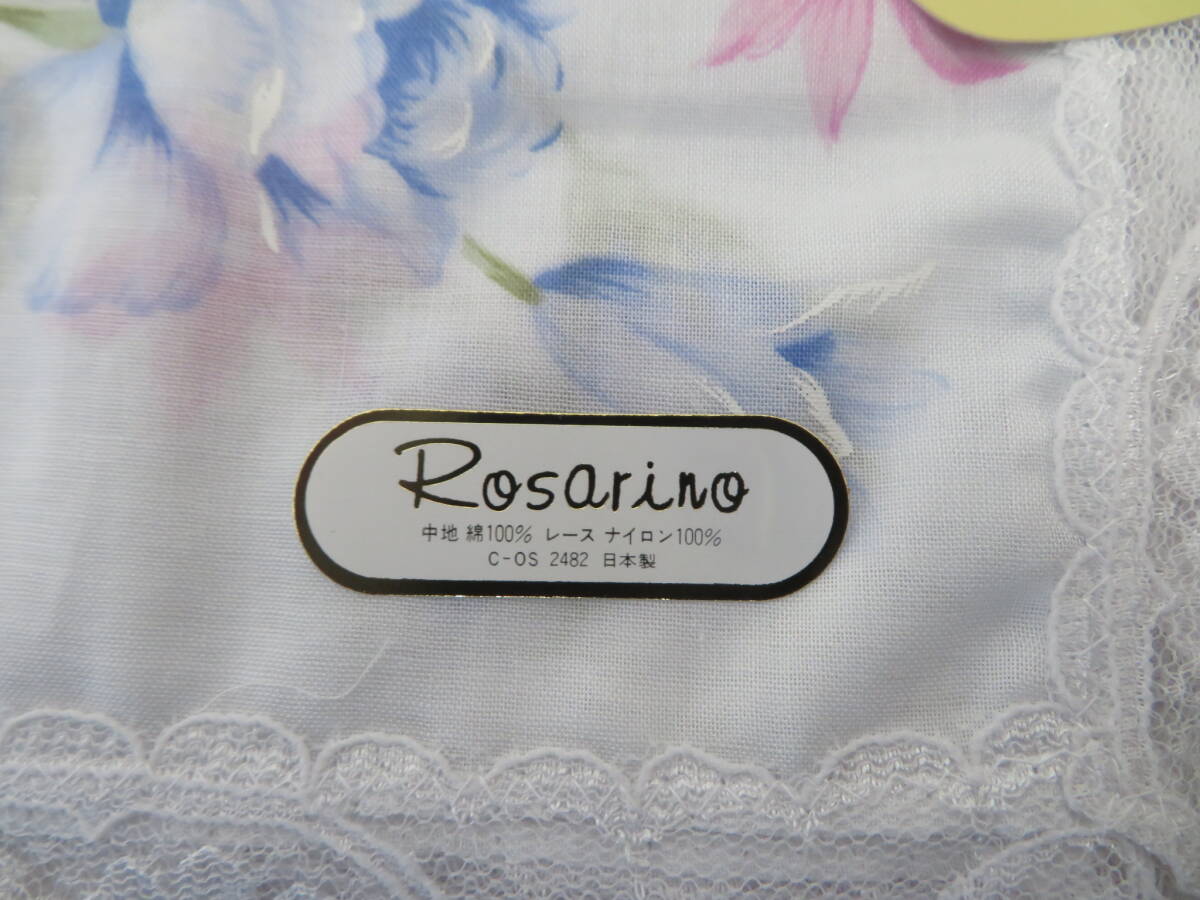 Rosarino
中地 綿100% レース ナイロン100%
C-OS 2482 日本製